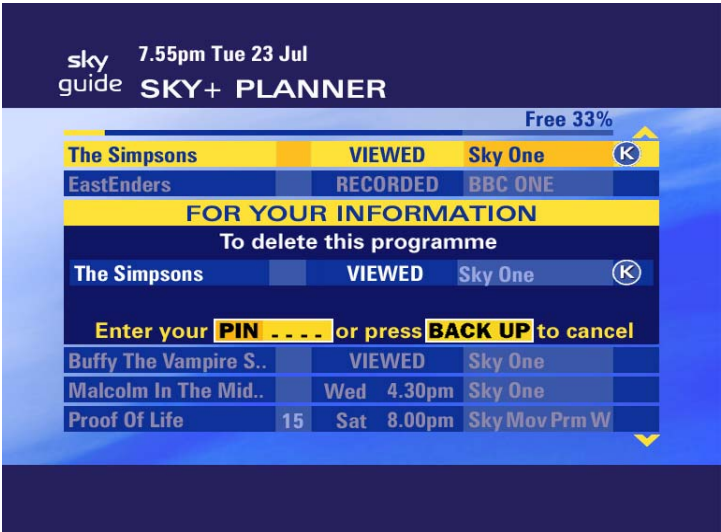 sky 7.55pm Tue 23 Jul
guide SKY+ PLANNER
Free 33%
The Simpsons VIEWED Sky One K
EastEnders RECORDED BBC ONE
FOR YOUR INFORMATION
To delete this programme
The Simpsons VIEWED Sky One K
Enter your PIN .... or press BACK UP to cancel
Buffy The Vampire S.. VIEWED Sky One
Malcolm In The Mid.. Wed 4.30pm Sky One
Proof Of Life 15 Sat 8.00pm Sky Mov Prm W